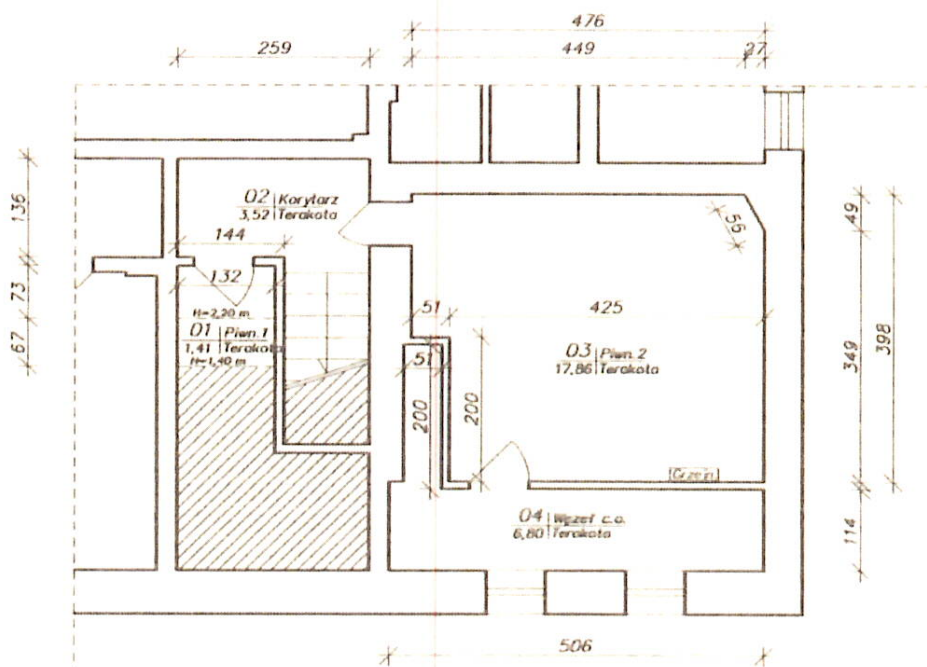 476
259
449
27
136
02 Korytarz
3,52 Terakota
49
56
144
73
132
51
425
H=2,20 m
01 Piwn.1
1,41 Terakota
H=1,40 m
67
51
03 Piwn.2
17,86 Terakota
349
398
200
200
Grzejn.
04 Węzeł c.o.
6,80 Terakota
114
506